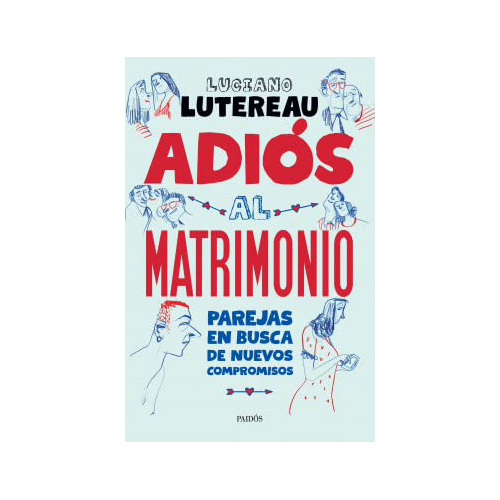 LUCIANO
LUTEREAU
ADIÓS
AL
MATRIMONIO
PAREJAS
EN BUSCA
DE NUEVOS
COMPROMISOS
PAIDÓS